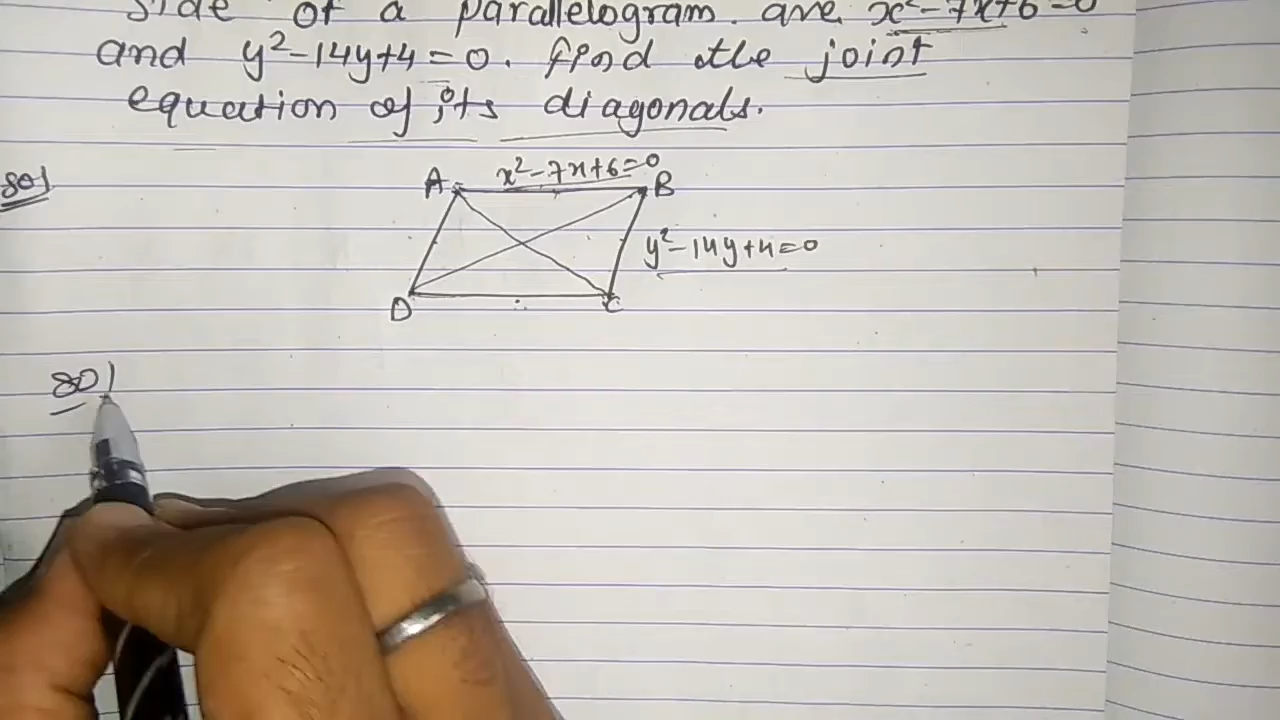 side of a parallelogram are x²-7x+6=0
and y²-14y+4=0. find the joint
equation of its diagonals.
sol
A x²-7x+6=0 B
y²-14y+4=0
D C
sol